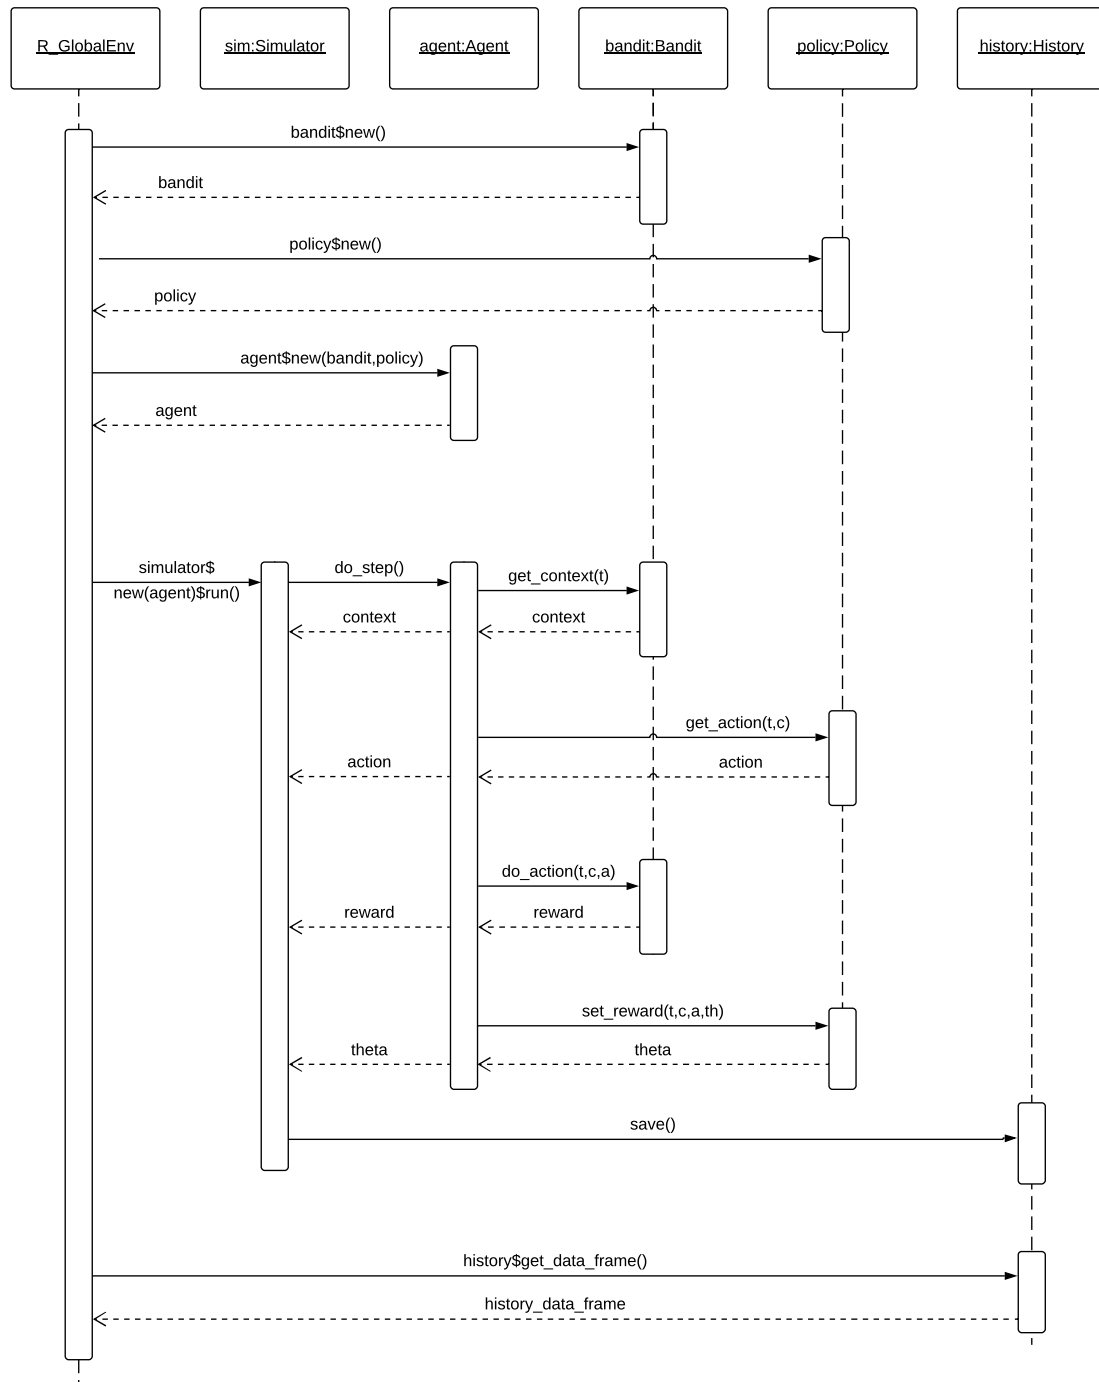 R_GlobalEnv
sim:Simulator
agent:Agent
bandit:Bandit
policy:Policy
history:History
bandit$new()
bandit
policy$new()
policy
agent$new(bandit,policy)
agent
simulator$
new(agent)$run()
do_step()
get_context(t)
context
context
get_action(t,c)
action
action
do_action(t,c,a)
reward
reward
set_reward(t,c,a,th)
theta
theta
save()
history$get_data_frame()
history_data_frame